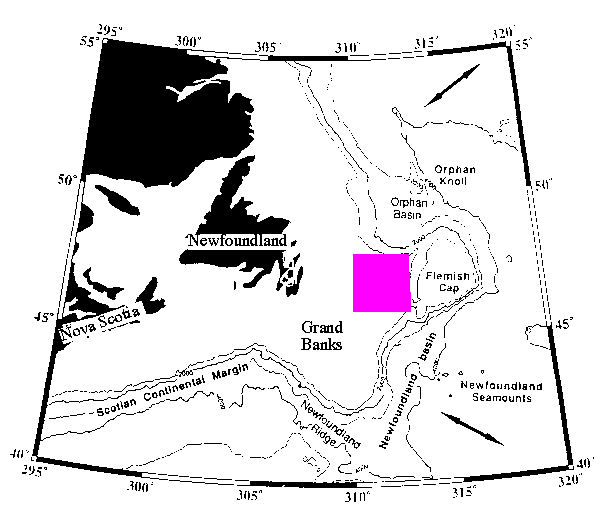 295° 300° 305° 310° 315° 320°
55° 55°
50° 50°
Orphan
Knoll
Orphan
Basin
2000
Newfoundland
Flemish
Cap
45° 45°
Nova Scotia
Grand
Banks
2000
Scotian Continental Margin
Newfoundland basin
Newfoundland
Seamounts
Newfoundland
Ridge
40° 40°
295° 300° 305° 310° 315° 320°